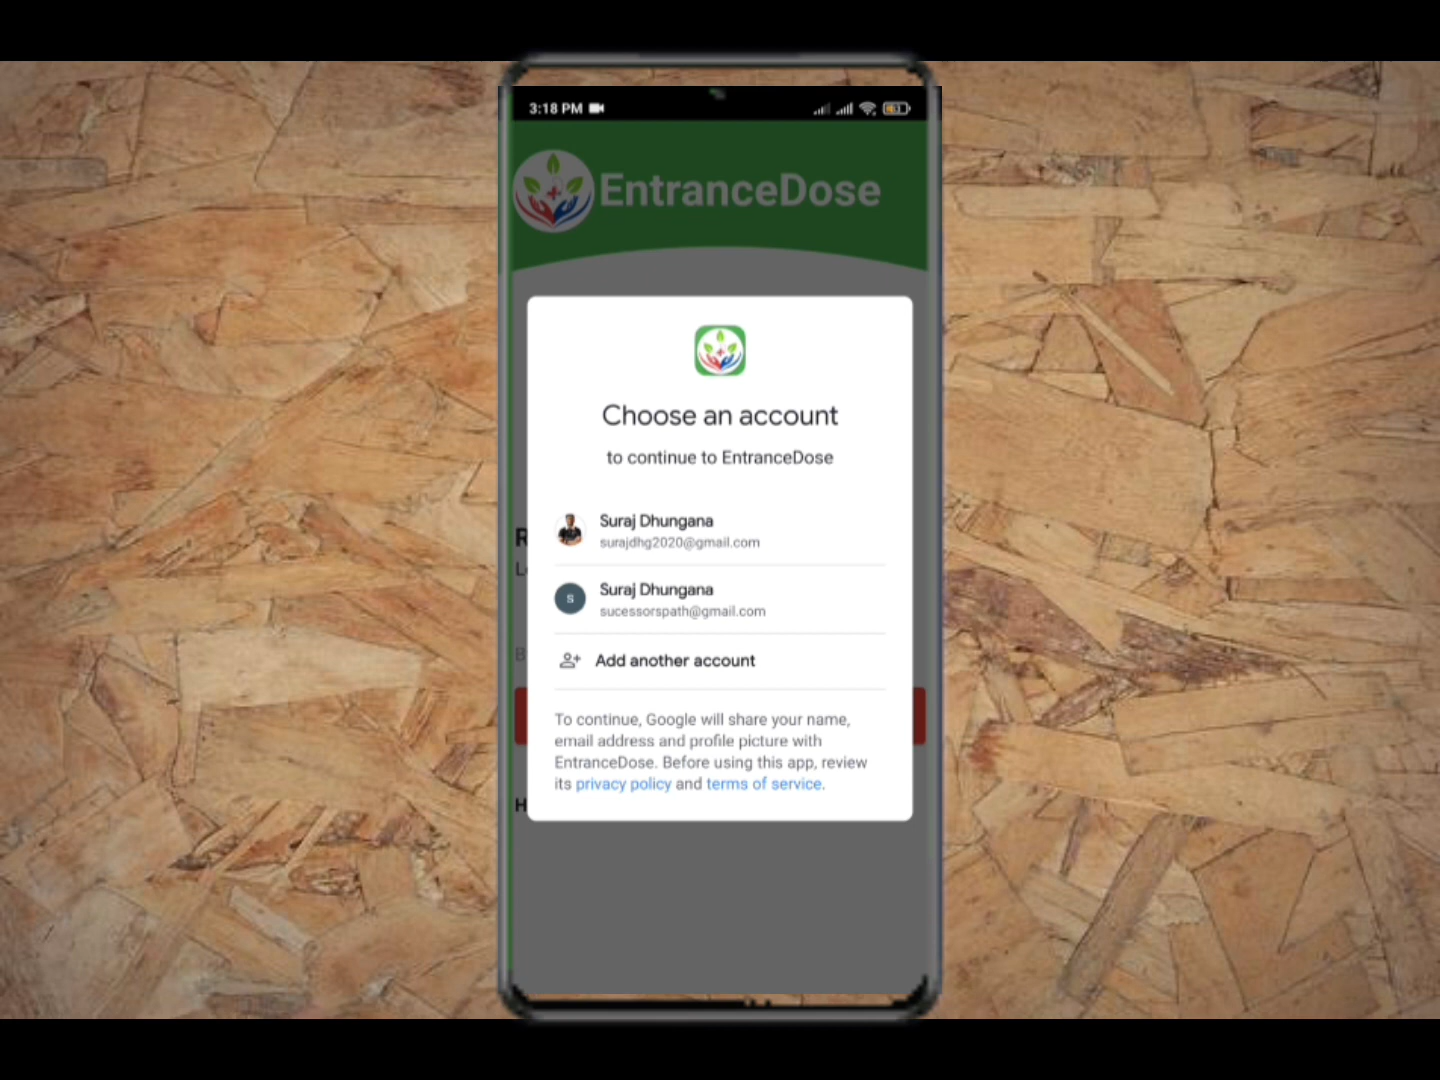 3:18 PM
EntranceDose
Choose an account
to continue to EntranceDose
Suraj Dhungana
surajdhg2020@gmail.com
S
Suraj Dhungana
sucessorspath@gmail.com
Add another account
To continue, Google will share your name,
email address and profile picture with
EntranceDose. Before using this app, review
its privacy policy and terms of service.